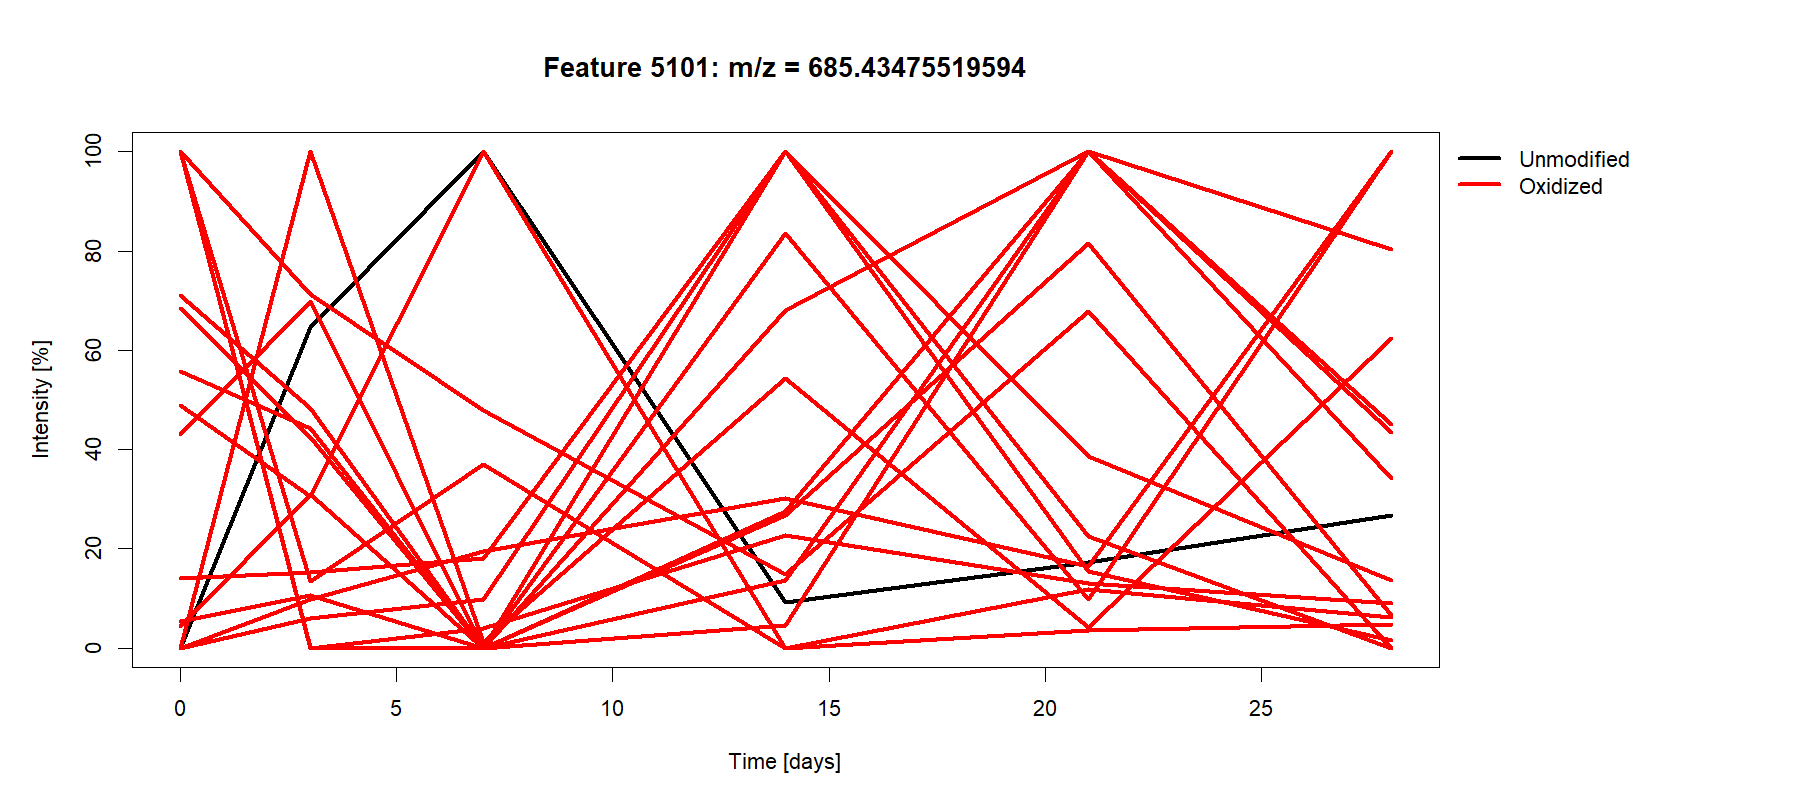 Feature 5101: m/z = 685.43475519594
Unmodified
Oxidized
Intensity [%]
100
80
60
40
20
0
0 5 10 15 20 25
Time [days]